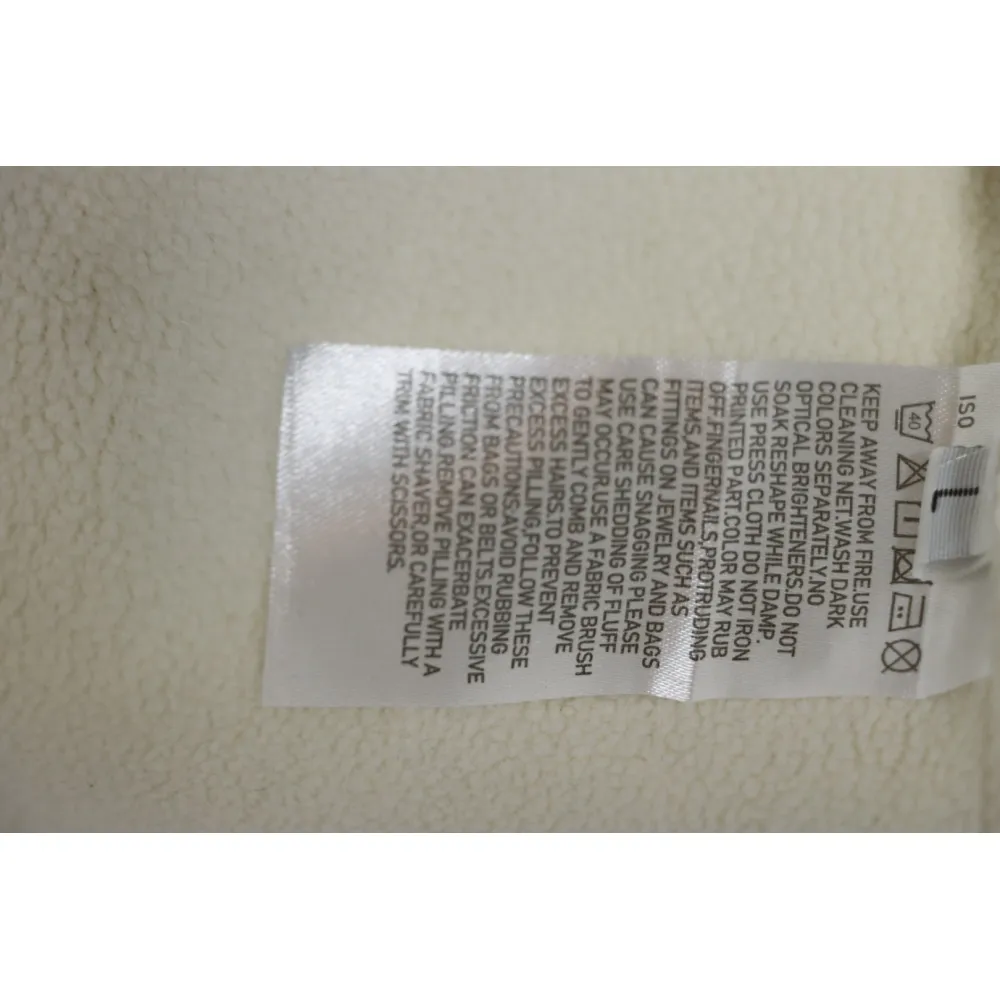 ISO
L
40
KEEP AWAY FROM FIRE.USE
CLEANING NET.WASH DARK
COLORS SEPARATELY.NO
OPTICAL BRIGHTENERS.DO NOT
SOAK RESHAPE WHILE DAMP.
USE PRESS CLOTH DO NOT IRON
PRINTED PART.COLOR MAY RUB
OFF.FINGERNAILS,PROTRUDING
ITEMS,AND ITEMS SUCH AS
FITTINGS ON JEWELRY AND BAGS
CAN CAUSE SNAGGING PLEASE
USE CARE SHEDDING OF FLUFF
MAY OCCUR.USE A FABRIC BRUSH
TO GENTLY COMB AND REMOVE
EXCESS HAIRS.TO PREVENT
EXCESS PILLING,FOLLOW THESE
PRECAUTIONS:AVOID RUBBING
FROM BAGS OR BELTS.EXCESSIVE
FRICTION CAN EXACERBATE
PILLING.REMOVE PILLING WITH A
FABRIC SHAVER,OR CAREFULLY
TRIM WITH SCISSORS.